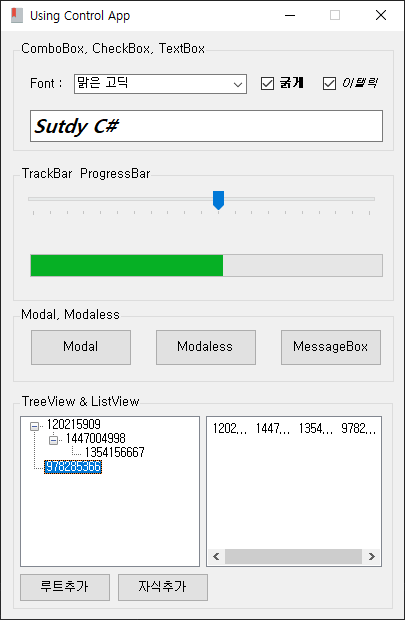 Using Control App
ComboBox, CheckBox, TextBox
Font : 맑은 고딕 굵게 이탤릭
Sutdy C#
TrackBar ProgressBar
Modal, Modaless
Modal Modaless MessageBox
TreeView & ListView
120215909
1447004998
1354156667
978285366
1202... 1447... 1354... 9782...
루트추가 자식추가